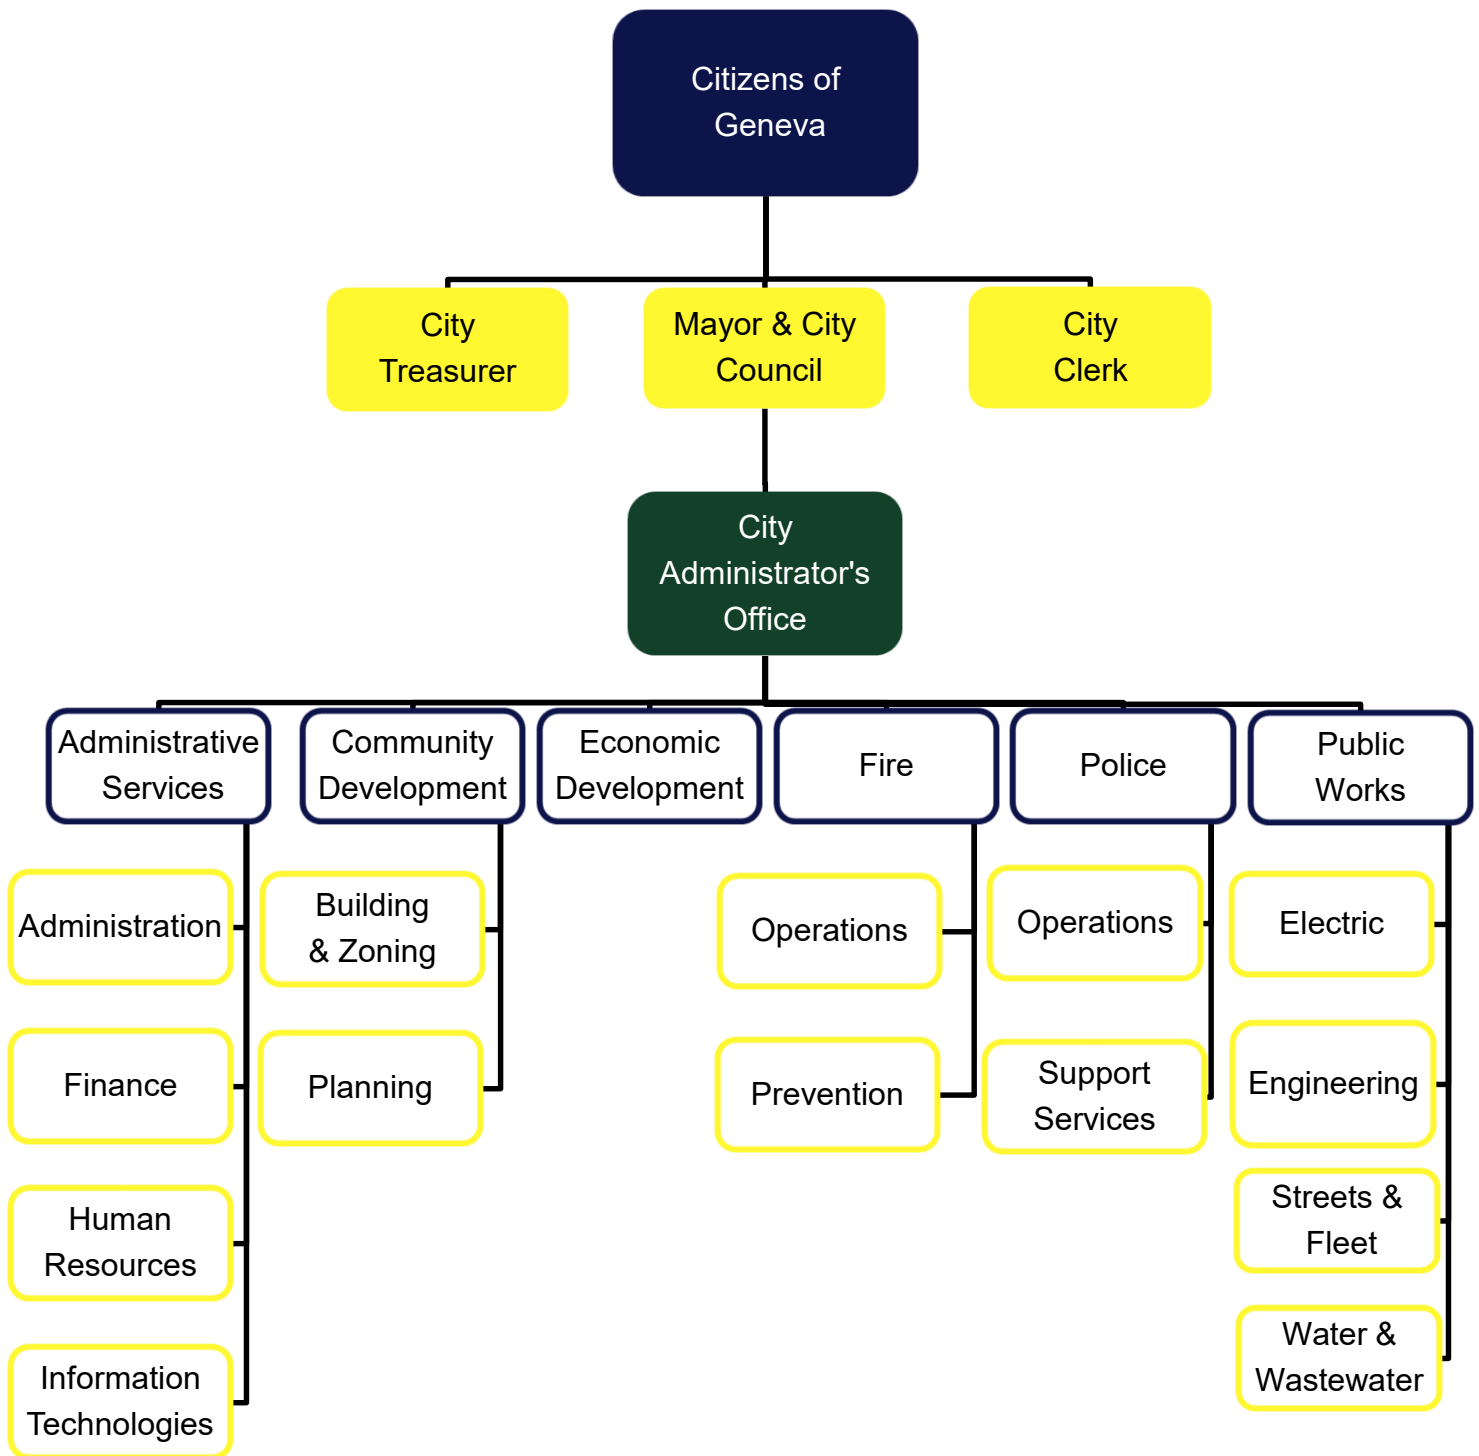 Citizens of
Geneva
City
Treasurer
Mayor & City
Council
City
Clerk
City
Administrator's
Office
Administrative
Services
Community
Development
Economic
Development
Fire
Police
Public
Works
Administration
Building
& Zoning
Operations
Operations
Electric
Finance
Planning
Prevention
Support
Services
Engineering
Human
Resources
Streets &
Fleet
Information
Technologies
Water &
Wastewater